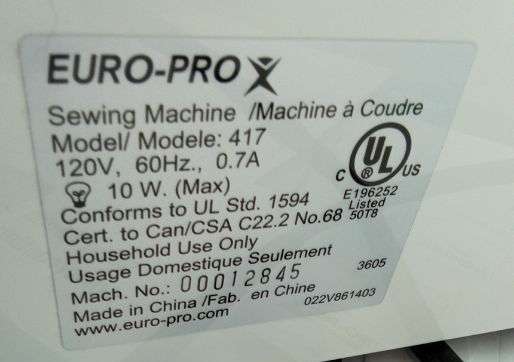 EURO-PRO X
Sewing Machine /Machine à Coudre
Model/ Modele: 417
120V, 60Hz., 0.7A
10 W. (Max)
C UL US
E196252
Listed
50T8
Conforms to UL Std. 1594
Cert. to Can/CSA C22.2 No.68
Household Use Only
Usage Domestique Seulement
Mach. No.: 00012845
3605
Made in China /Fab. en Chine
022V861403
www.euro-pro.com